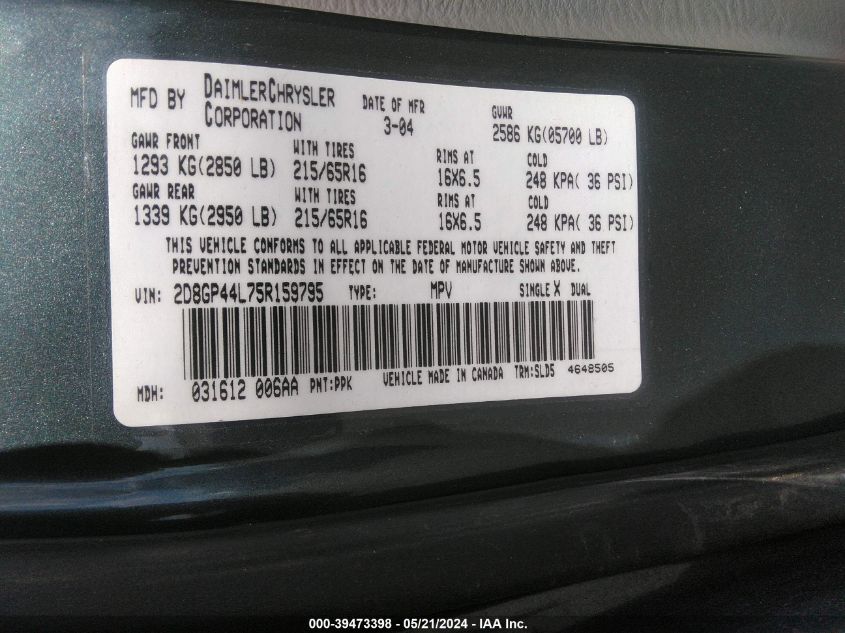 MFD BY DAIMLERCHRYSLER CORPORATION
DATE OF MFR 3-04
GVWR 2586 KG(05700 LB)
GAWR FRONT WITH TIRES RIMS AT COLD
1293 KG(2850 LB) 215/65R16 16X6.5 248 KPA( 36 PSI)
GAWR REAR WITH TIRES RIMS AT COLD
1339 KG(2950 LB) 215/65R16 16X6.5 248 KPA( 36 PSI)
THIS VEHICLE CONFORMS TO ALL APPLICABLE FEDERAL MOTOR VEHICLE SAFETY AND THEFT
PREVENTION STANDARDS IN EFFECT ON THE DATE OF MANUFACTURE SHOWN ABOVE.
VIN: 2D8GP44L75R159795 TYPE: MPV SINGLE X DUAL
MDH: 031612 006AA PNT:PPK VEHICLE MADE IN CANADA TRM:SLD5 4648505
000-39473398 - 05/21/2024 - IAA Inc.